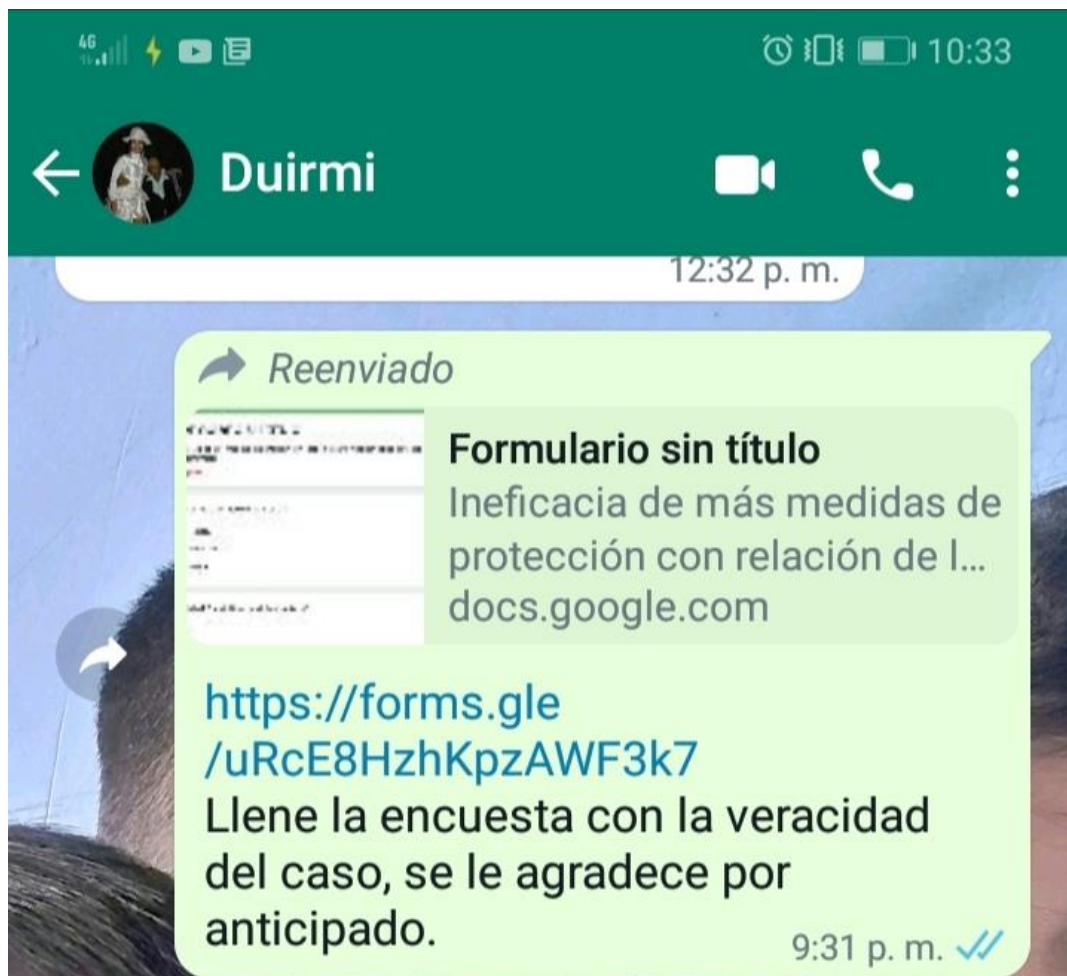 4G
10:33
Duirmi
12:32 p. m.
Reenviado
Formulario sin título
Ineficacia de más medidas de
protección con relación de l...
docs.google.com
https://forms.gle
/uRcE8HzhKpzAWF3k7
Llene la encuesta con la veracidad
del caso, se le agradece por
anticipado.
9:31 p. m.